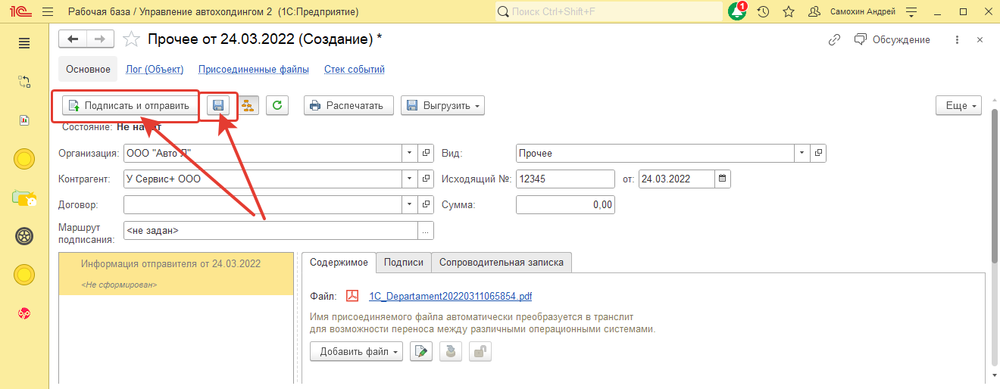 1С Рабочая база / Управление автохолдингом 2 (1С:Предприятие) Поиск Ctrl+Shift+F 1 Самохин Андрей
Прочее от 24.03.2022 (Создание) * Обсуждение
Основное Лог (Объект) Присоединенные файлы Стек событий
Подписать и отправить Распечатать Выгрузить Еще
Состояние: Не
Организация: ООО "Авто Л" Вид: Прочее
Контрагент: У Сервис+ ООО Исходящий №: 12345 от: 24.03.2022
Договор: Сумма: 0,00
Маршрут
подписания: <не задан> ...
Информация отправителя от 24.03.2022
<Не сформирован>
Содержимое Подписи Сопроводительная записка
Файл: 1C_Departament20220311065854.pdf
Имя присоединяемого файла автоматически преобразуется в транслит
для возможности переноса между различными операционными системами.
Добавить файл